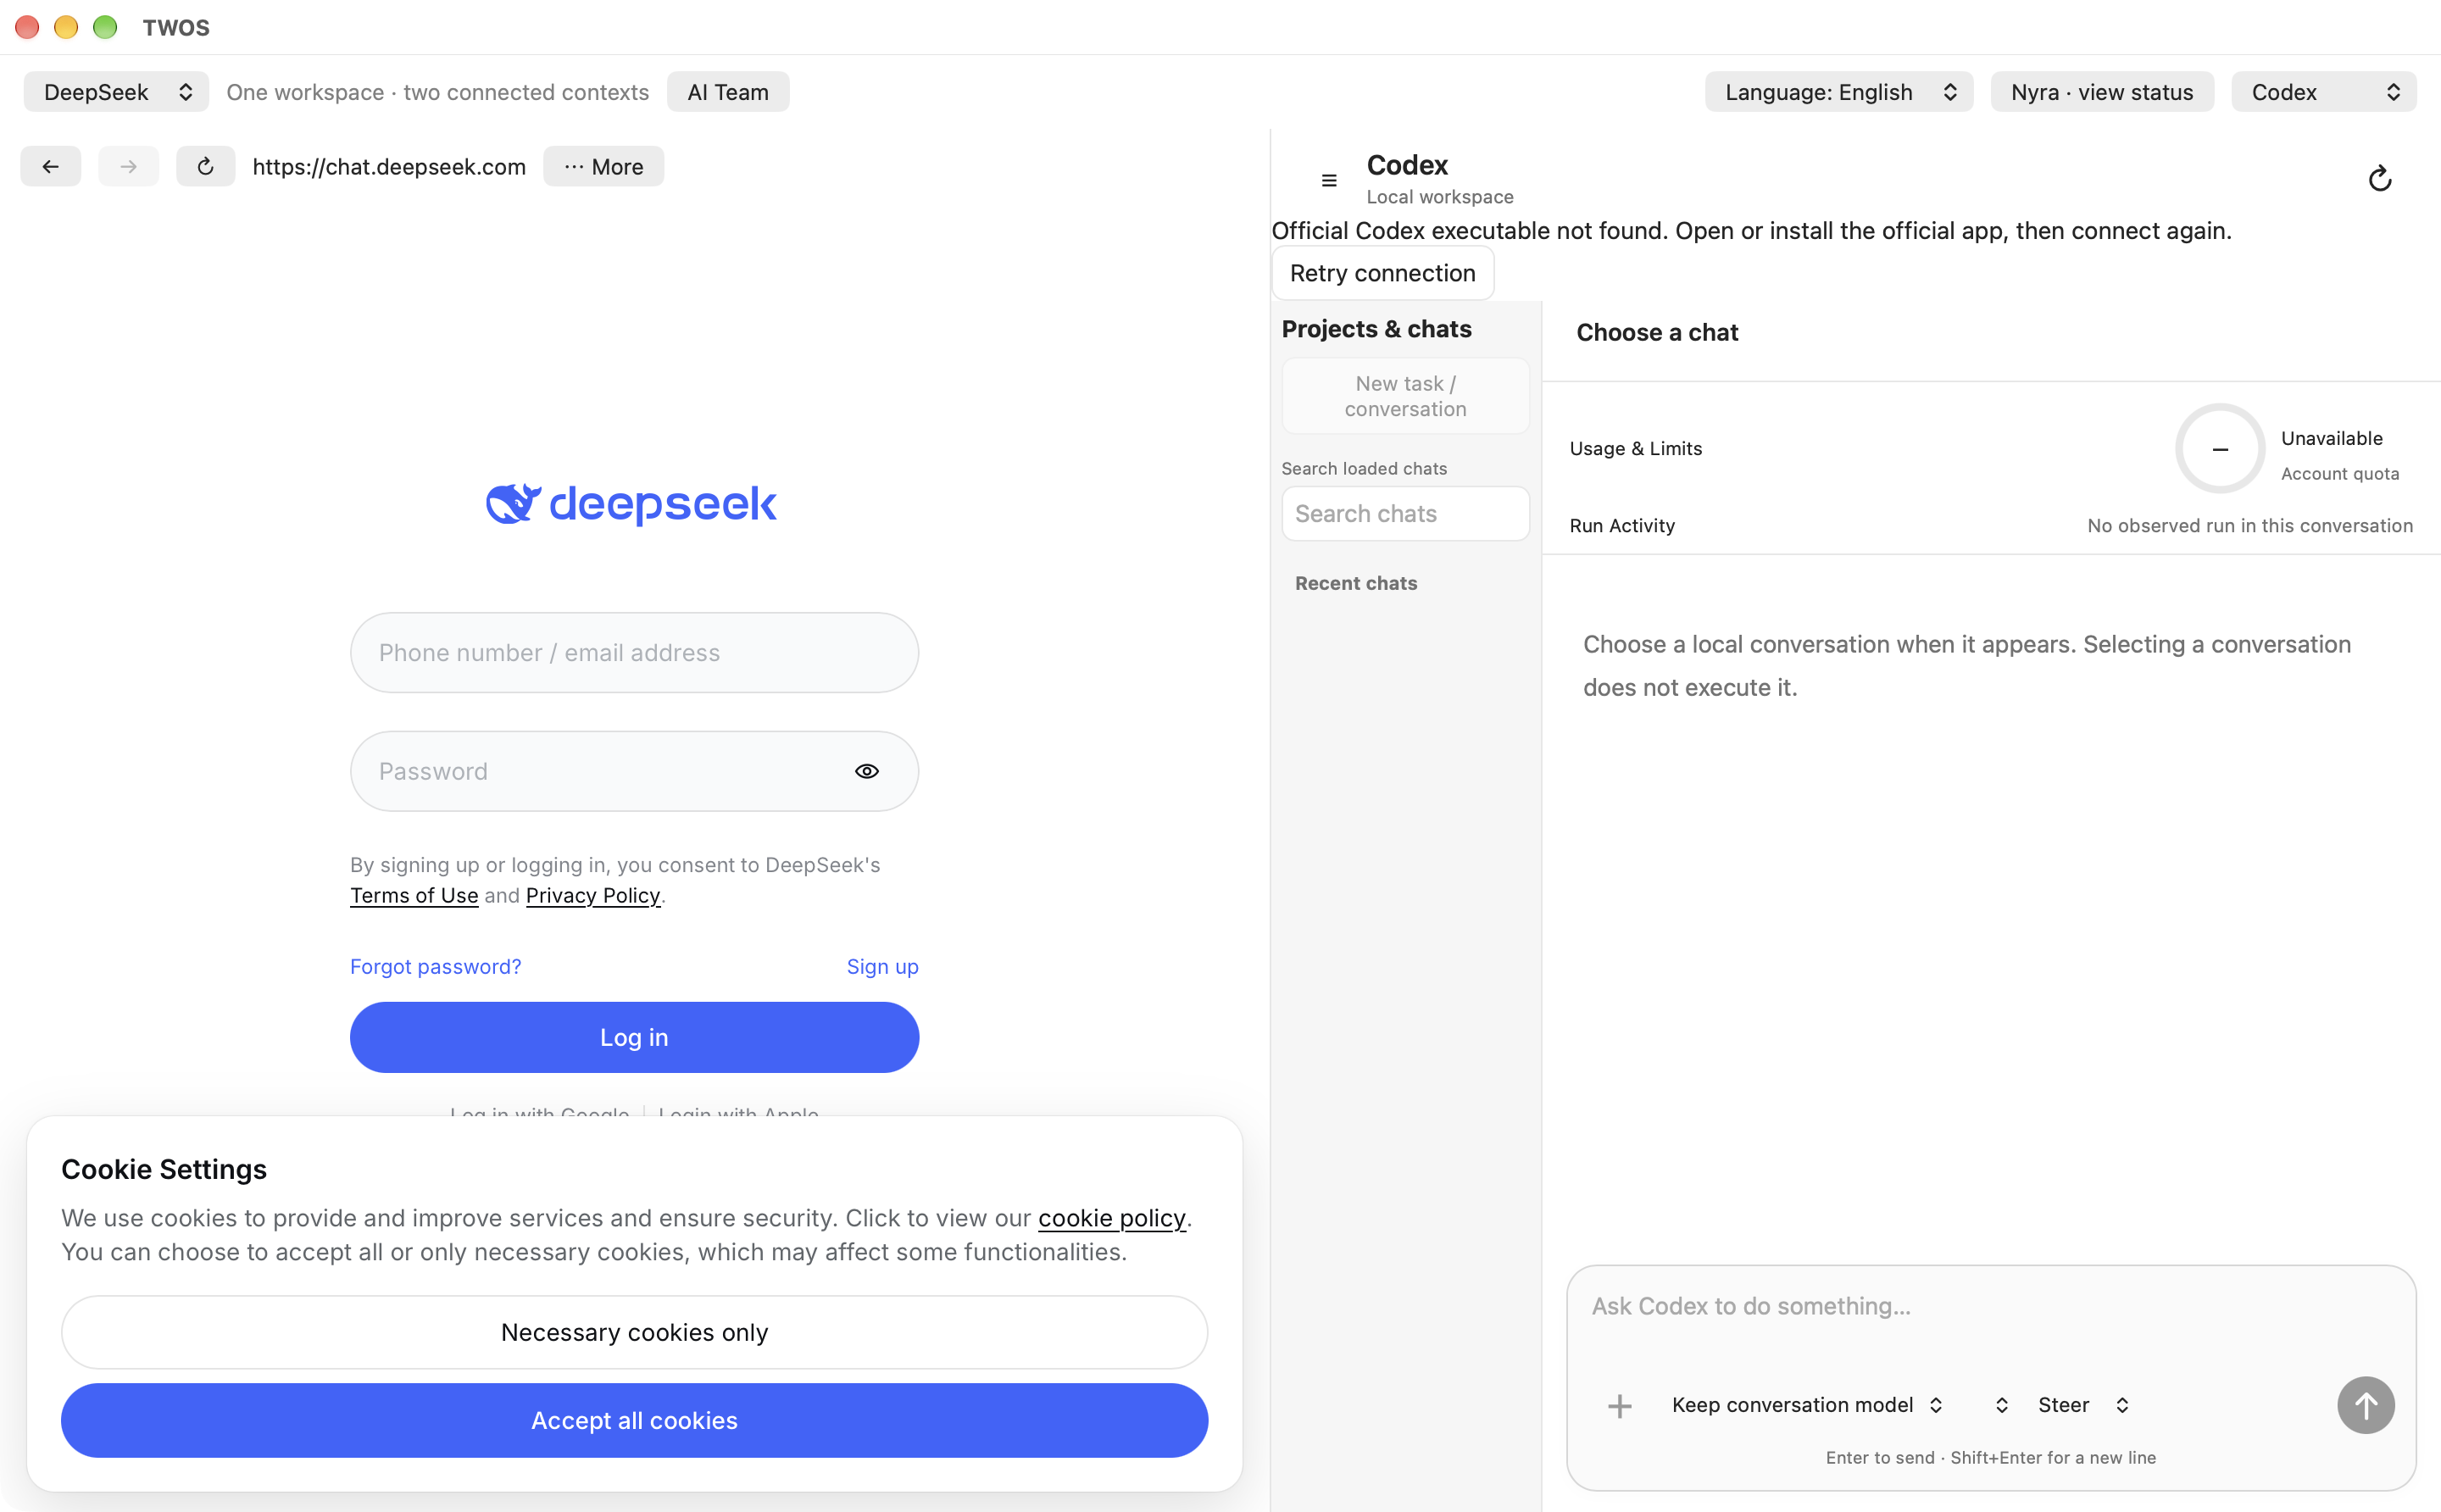 TWOS
DeepSeek
One workspace · two connected contexts
AI Team
Language: English
Nyra · view status
Codex
https://chat.deepseek.com
··· More
Codex
Local workspace
Official Codex executable not found. Open or install the official app, then connect again.
Retry connection
deepseek
Phone number / email address
Password
By signing up or logging in, you consent to DeepSeek's
Terms of Use and Privacy Policy.
Forgot password?
Sign up
Log in
Log in with Google
Login with Apple
Cookie Settings
We use cookies to provide and improve services and ensure security. Click to view our cookie policy.
You can choose to accept all or only necessary cookies, which may affect some functionalities.
Necessary cookies only
Accept all cookies
Projects & chats
New task /
conversation
Search loaded chats
Search chats
Recent chats
Choose a chat
Usage & Limits
–
Unavailable
Account quota
Run Activity
No observed run in this conversation
Choose a local conversation when it appears. Selecting a conversation
does not execute it.
Ask Codex to do something...
Keep conversation model
Steer
Enter to send · Shift+Enter for a new line